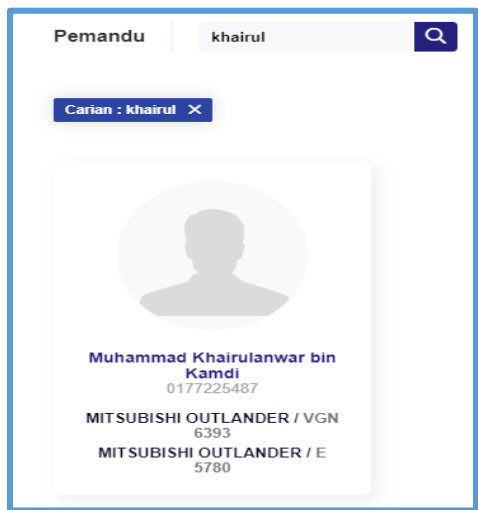 Pemandu
khairul
Carian : khairul ×
Muhammad Khairulanwar bin
Kamdi
0177225487
MITSUBISHI OUTLANDER / VGN
6393
MITSUBISHI OUTLANDER / E
5780